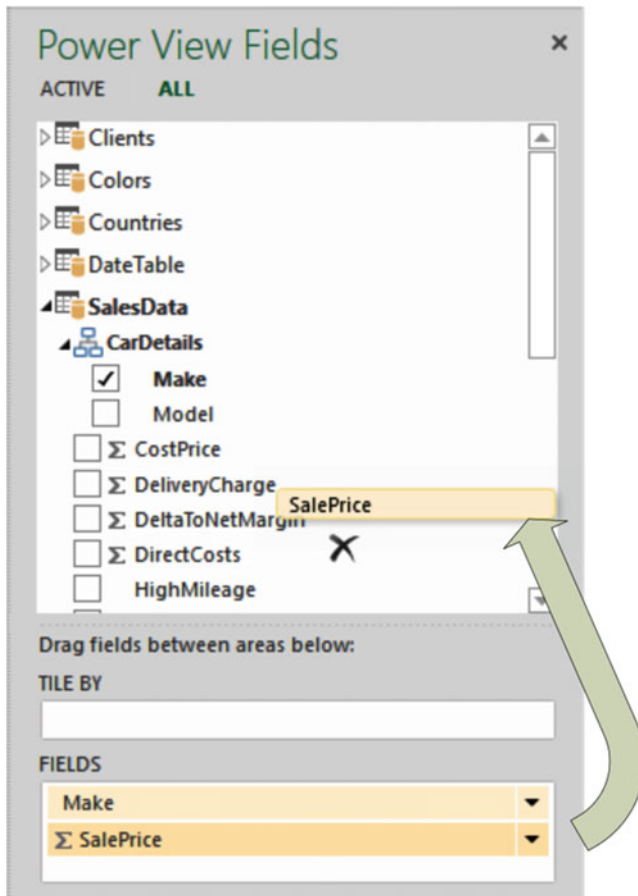 Power View Fields
ACTIVE ALL
Clients
Colors
Countries
DateTable
SalesData
CarDetails
Make
Model
Σ CostPrice
Σ DeliveryCharge
SalePrice
Σ DeltaToNetMargin
Σ DirectCosts
HighMileage
Drag fields between areas below:
TILE BY
FIELDS
Make
Σ SalePrice